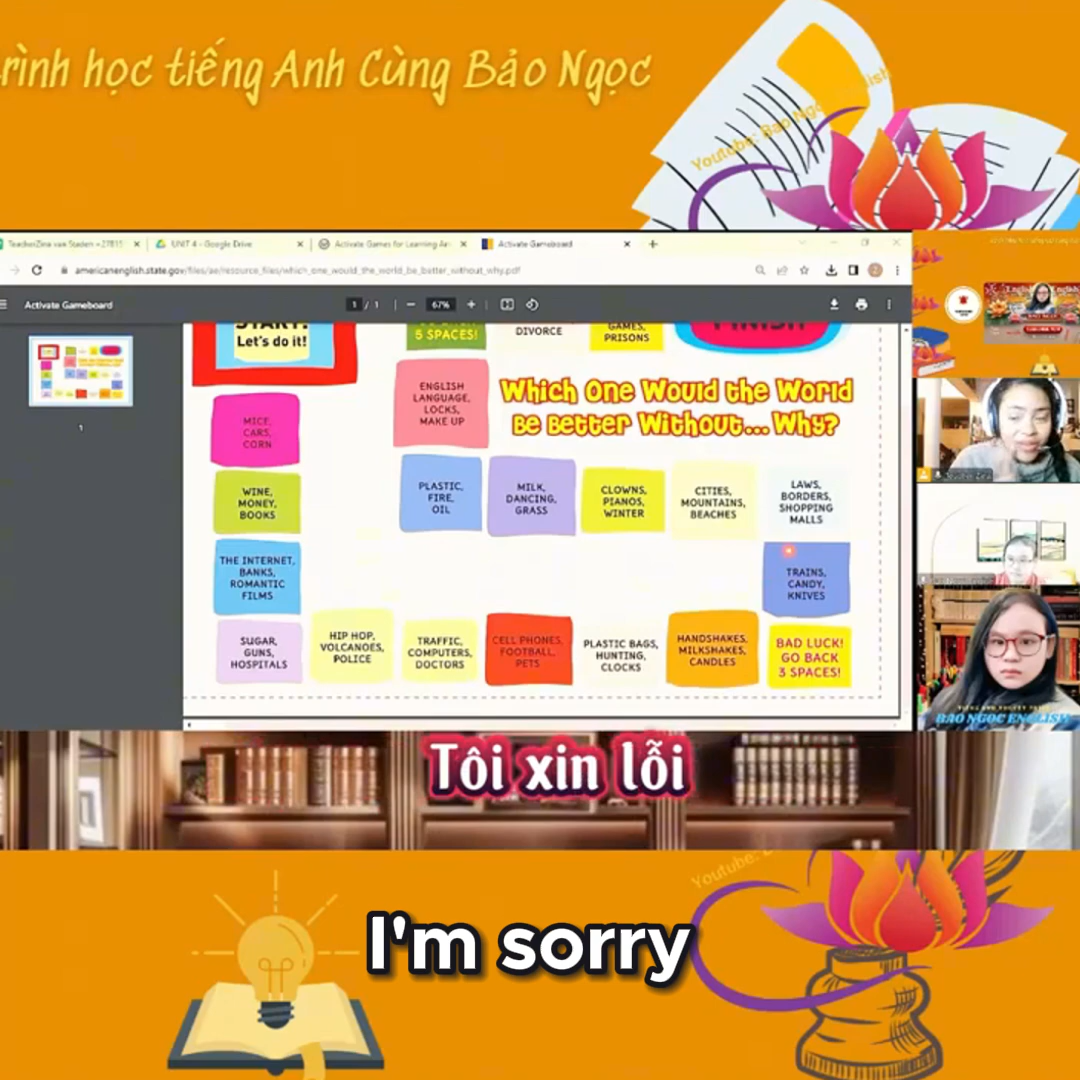 rình học tiếng Anh Cùng Bảo Ngọc
UNIT 4 - Google Drive
Activate Games for Learning Am
Activate Gameboard
americanenglish.state.gov/files/ae/resource_files/which_one_would_the_world_be_better_without_why.pdf
Activate Gameboard
1 / 1
67%
1
START!
Let's do it!
5 SPACES!
DIVORCE
GAMES,
PRISONS
FINISH
ENGLISH
LANGUAGE,
LOCKS,
MAKE UP
Which One Would the World
Be Better Without... Why?
MICE,
CARS,
CORN
WINE,
MONEY,
BOOKS
PLASTIC,
FIRE,
OIL
MILK,
DANCING,
GRASS
CLOWNS,
PIANOS,
WINTER
CITIES,
MOUNTAINS,
BEACHES
LAWS,
BORDERS,
SHOPPING
MALLS
THE INTERNET,
BANKS,
ROMANTIC
FILMS
TRAINS,
CANDY,
KNIVES
SUGAR,
GUNS,
HOSPITALS
HIP HOP,
VOLCANOES,
POLICE
TRAFFIC,
COMPUTERS,
DOCTORS
CELL PHONES,
FOOTBALL,
PETS
PLASTIC BAGS,
HUNTING,
CLOCKS
HANDSHAKES,
MILKSHAKES,
CANDLES
BAD LUCK!
GO BACK
3 SPACES!
BAO NGOC ENGLISH
Tôi xin lỗi
Youtube:
I'm sorry